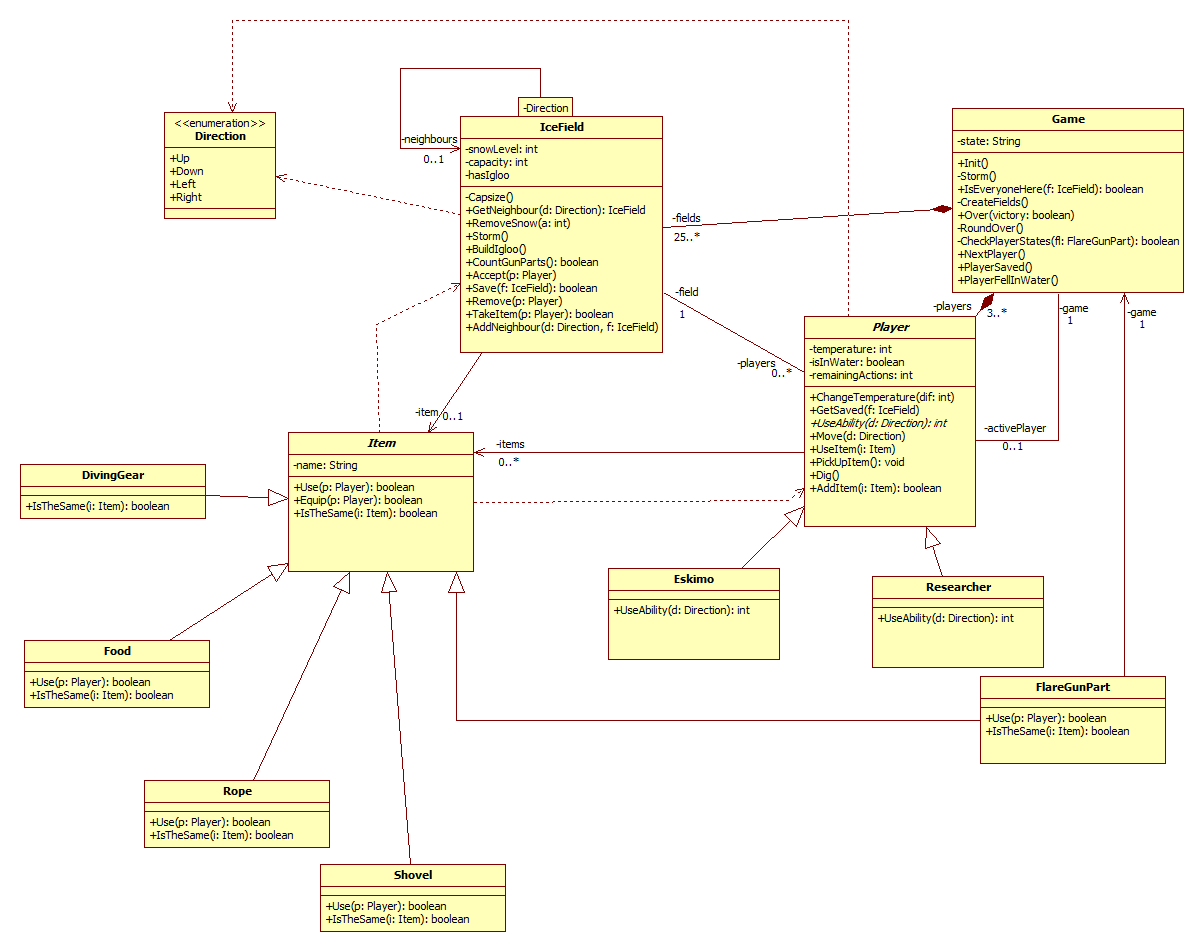 <<enumeration>>
Direction
+Up
+Down
+Left
+Right
-Direction
-neighbours
0..1
IceField
-snowLevel: int
-capacity: int
-hasIgloo
-Capsize()
+GetNeighbour(d: Direction): IceField
+RemoveSnow(a: int)
+Storm()
+BuildIgloo()
+CountGunParts(): boolean
+Accept(p: Player)
+Save(f: IceField): boolean
+Remove(p: Player)
+TakeItem(p: Player): boolean
+AddNeighbour(d: Direction, f: IceField)
Game
-state: String
+Init()
-Storm()
+IsEveryoneHere(f: IceField): boolean
-CreateFields()
+Over(victory: boolean)
-RoundOver()
-CheckPlayerStates(fl: FlareGunPart): boolean
+NextPlayer()
+PlayerSaved()
+PlayerFellInWater()
-fields
25..*
-field
1
-players
0..*
-players
3..*
-game
1
-game
1
Player
-temperature: int
-isInWater: boolean
-remainingActions: int
+ChangeTemperature(dif: int)
+GetSaved(f: IceField)
+UseAbility(d: Direction): int
+Move(d: Direction)
+UseItem(i: Item)
+PickUpItem(): void
+Dig()
+AddItem(i: Item): boolean
-activePlayer
0..1
-item
0..1
-items
0..*
Item
-name: String
+Use(p: Player): boolean
+Equip(p: Player): boolean
+IsTheSame(i: Item): boolean
DivingGear
+IsTheSame(i: Item): boolean
Eskimo
+UseAbility(d: Direction): int
Researcher
+UseAbility(d: Direction): int
Food
+Use(p: Player): boolean
+IsTheSame(i: Item): boolean
FlareGunPart
+Use(p: Player): boolean
+IsTheSame(i: Item): boolean
Rope
+Use(p: Player): boolean
+IsTheSame(i: Item): boolean
Shovel
+Use(p: Player): boolean
+IsTheSame(i: Item): boolean